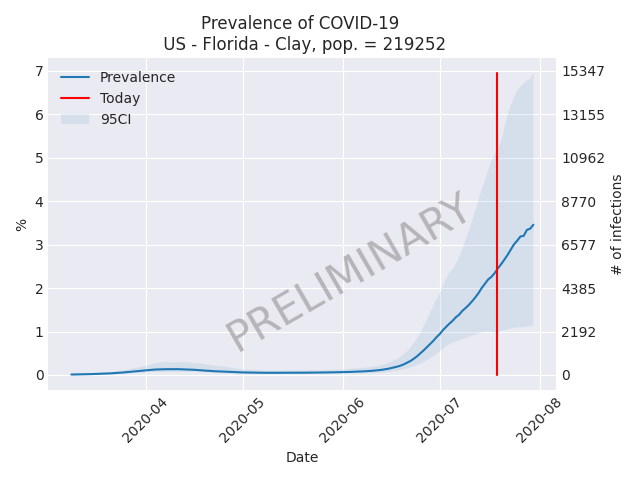 Prevalence of COVID-19
US - Florida - Clay, pop. = 219252
Prevalence
Today
95CI
7
6
5
4
3
2
1
0
%
15347
13155
10962
8770
6577
4385
2192
0
# of infections
PRELIMINARY
2020-04
2020-05
2020-06
2020-07
2020-08
Date